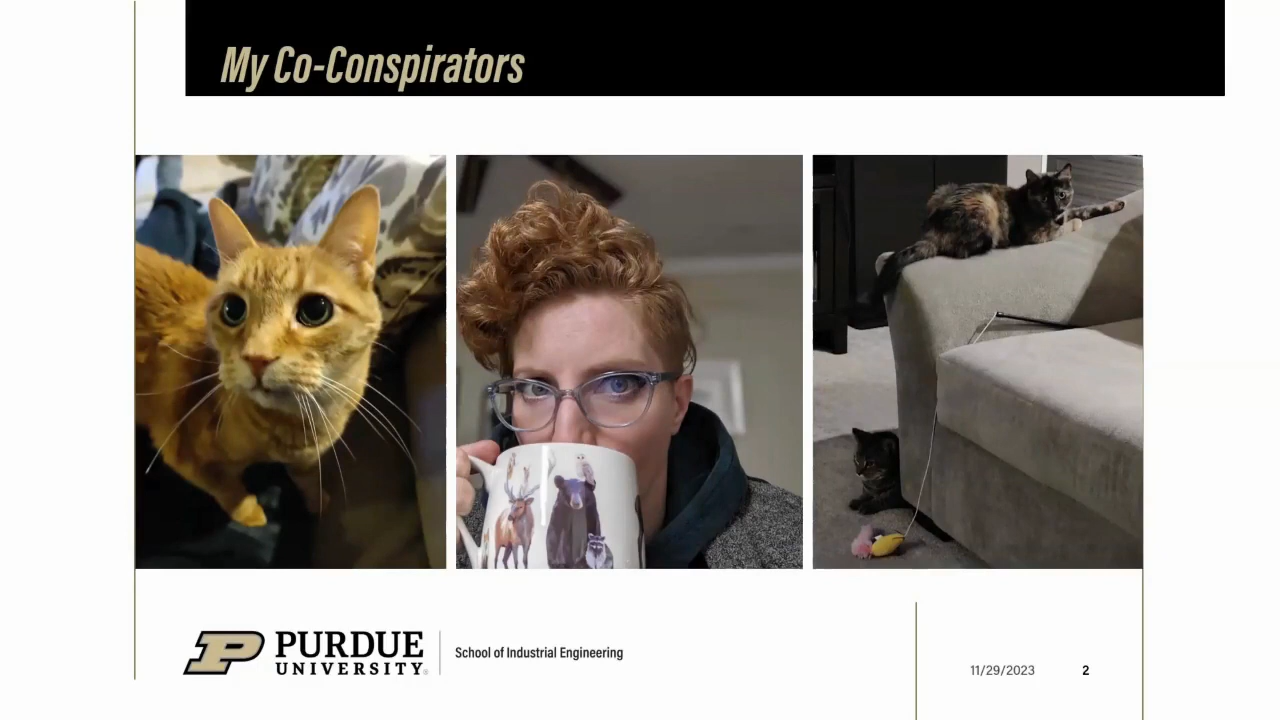 My Co-Conspirators
PURDUE
UNIVERSITY®
School of Industrial Engineering
11/29/2023
2